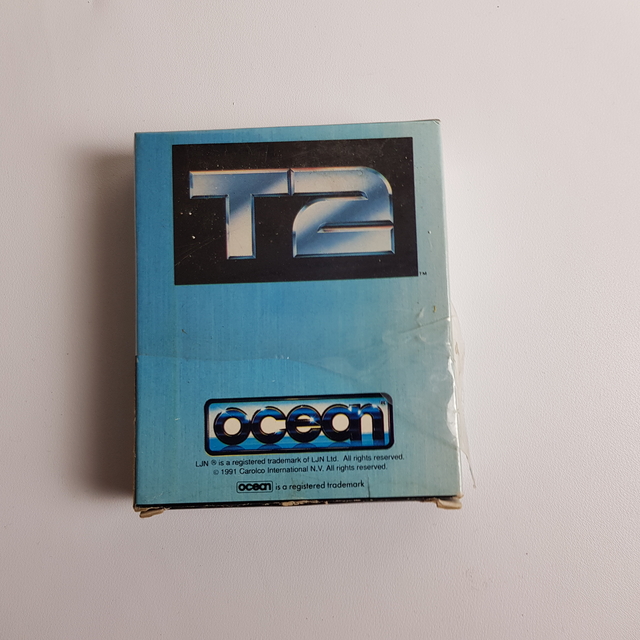 T2
™
ocean®
LJN ® is a registered trademark of LJN Ltd. All rights reserved.
© 1991 Carolco International N.V. All rights reserved.
ocean is a registered trademark